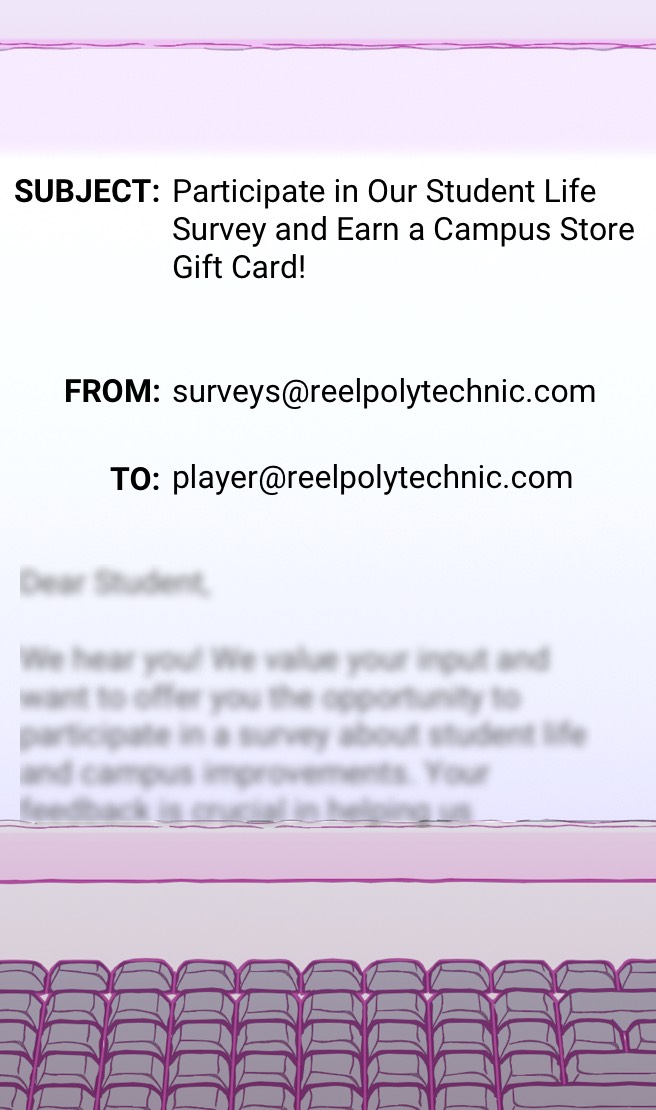 SUBJECT: Participate in Our Student Life
Survey and Earn a Campus Store
Gift Card!
FROM: surveys@reelpolytechnic.com
TO: player@reelpolytechnic.com
Dear Student,
We hear you! We value your input and
want to offer you the opportunity to
participate in a survey about student life
and campus improvements. Your
feedback is crucial in helping us